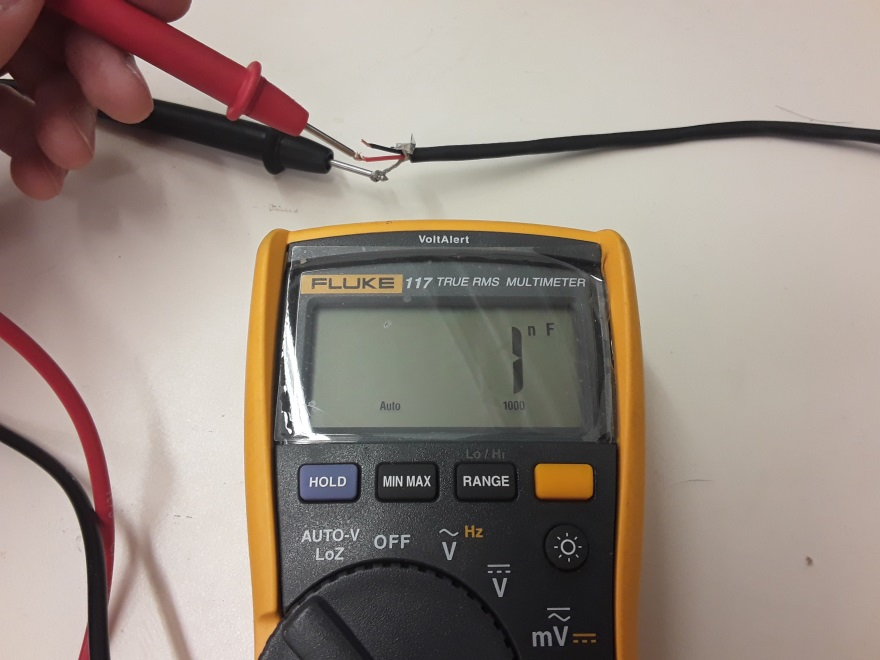 VoltAlert
FLUKE 117 TRUE RMS MULTIMETER
1 nF
Auto 1000
Lo / Hi
HOLD MIN MAX RANGE
AUTO-V LoZ
OFF
V Hz
V
mV